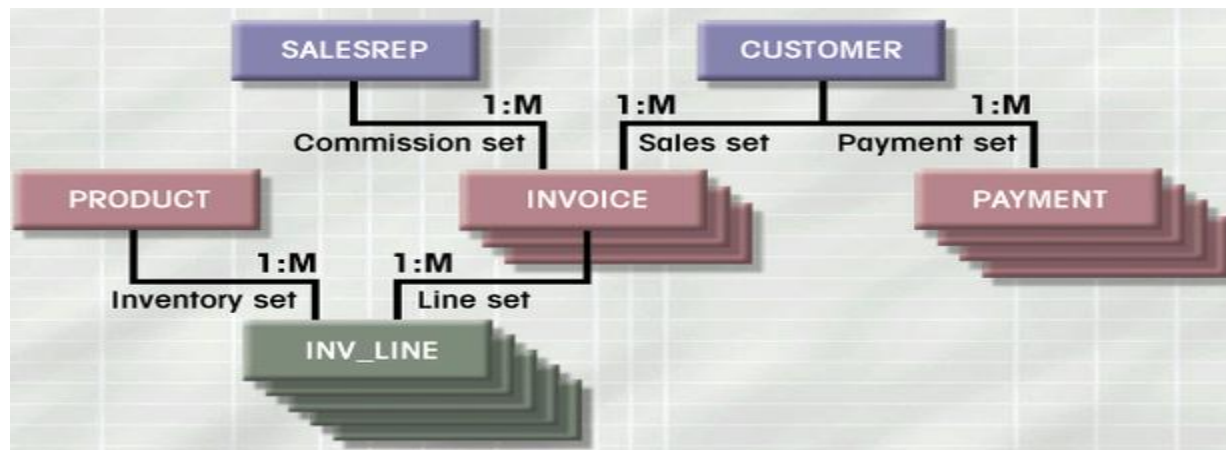 SALESREP
CUSTOMER
1:M
1:M
1:M
Commission set
Sales set
Payment set
PRODUCT
INVOICE
PAYMENT
1:M
1:M
Inventory set
Line set
INV_LINE